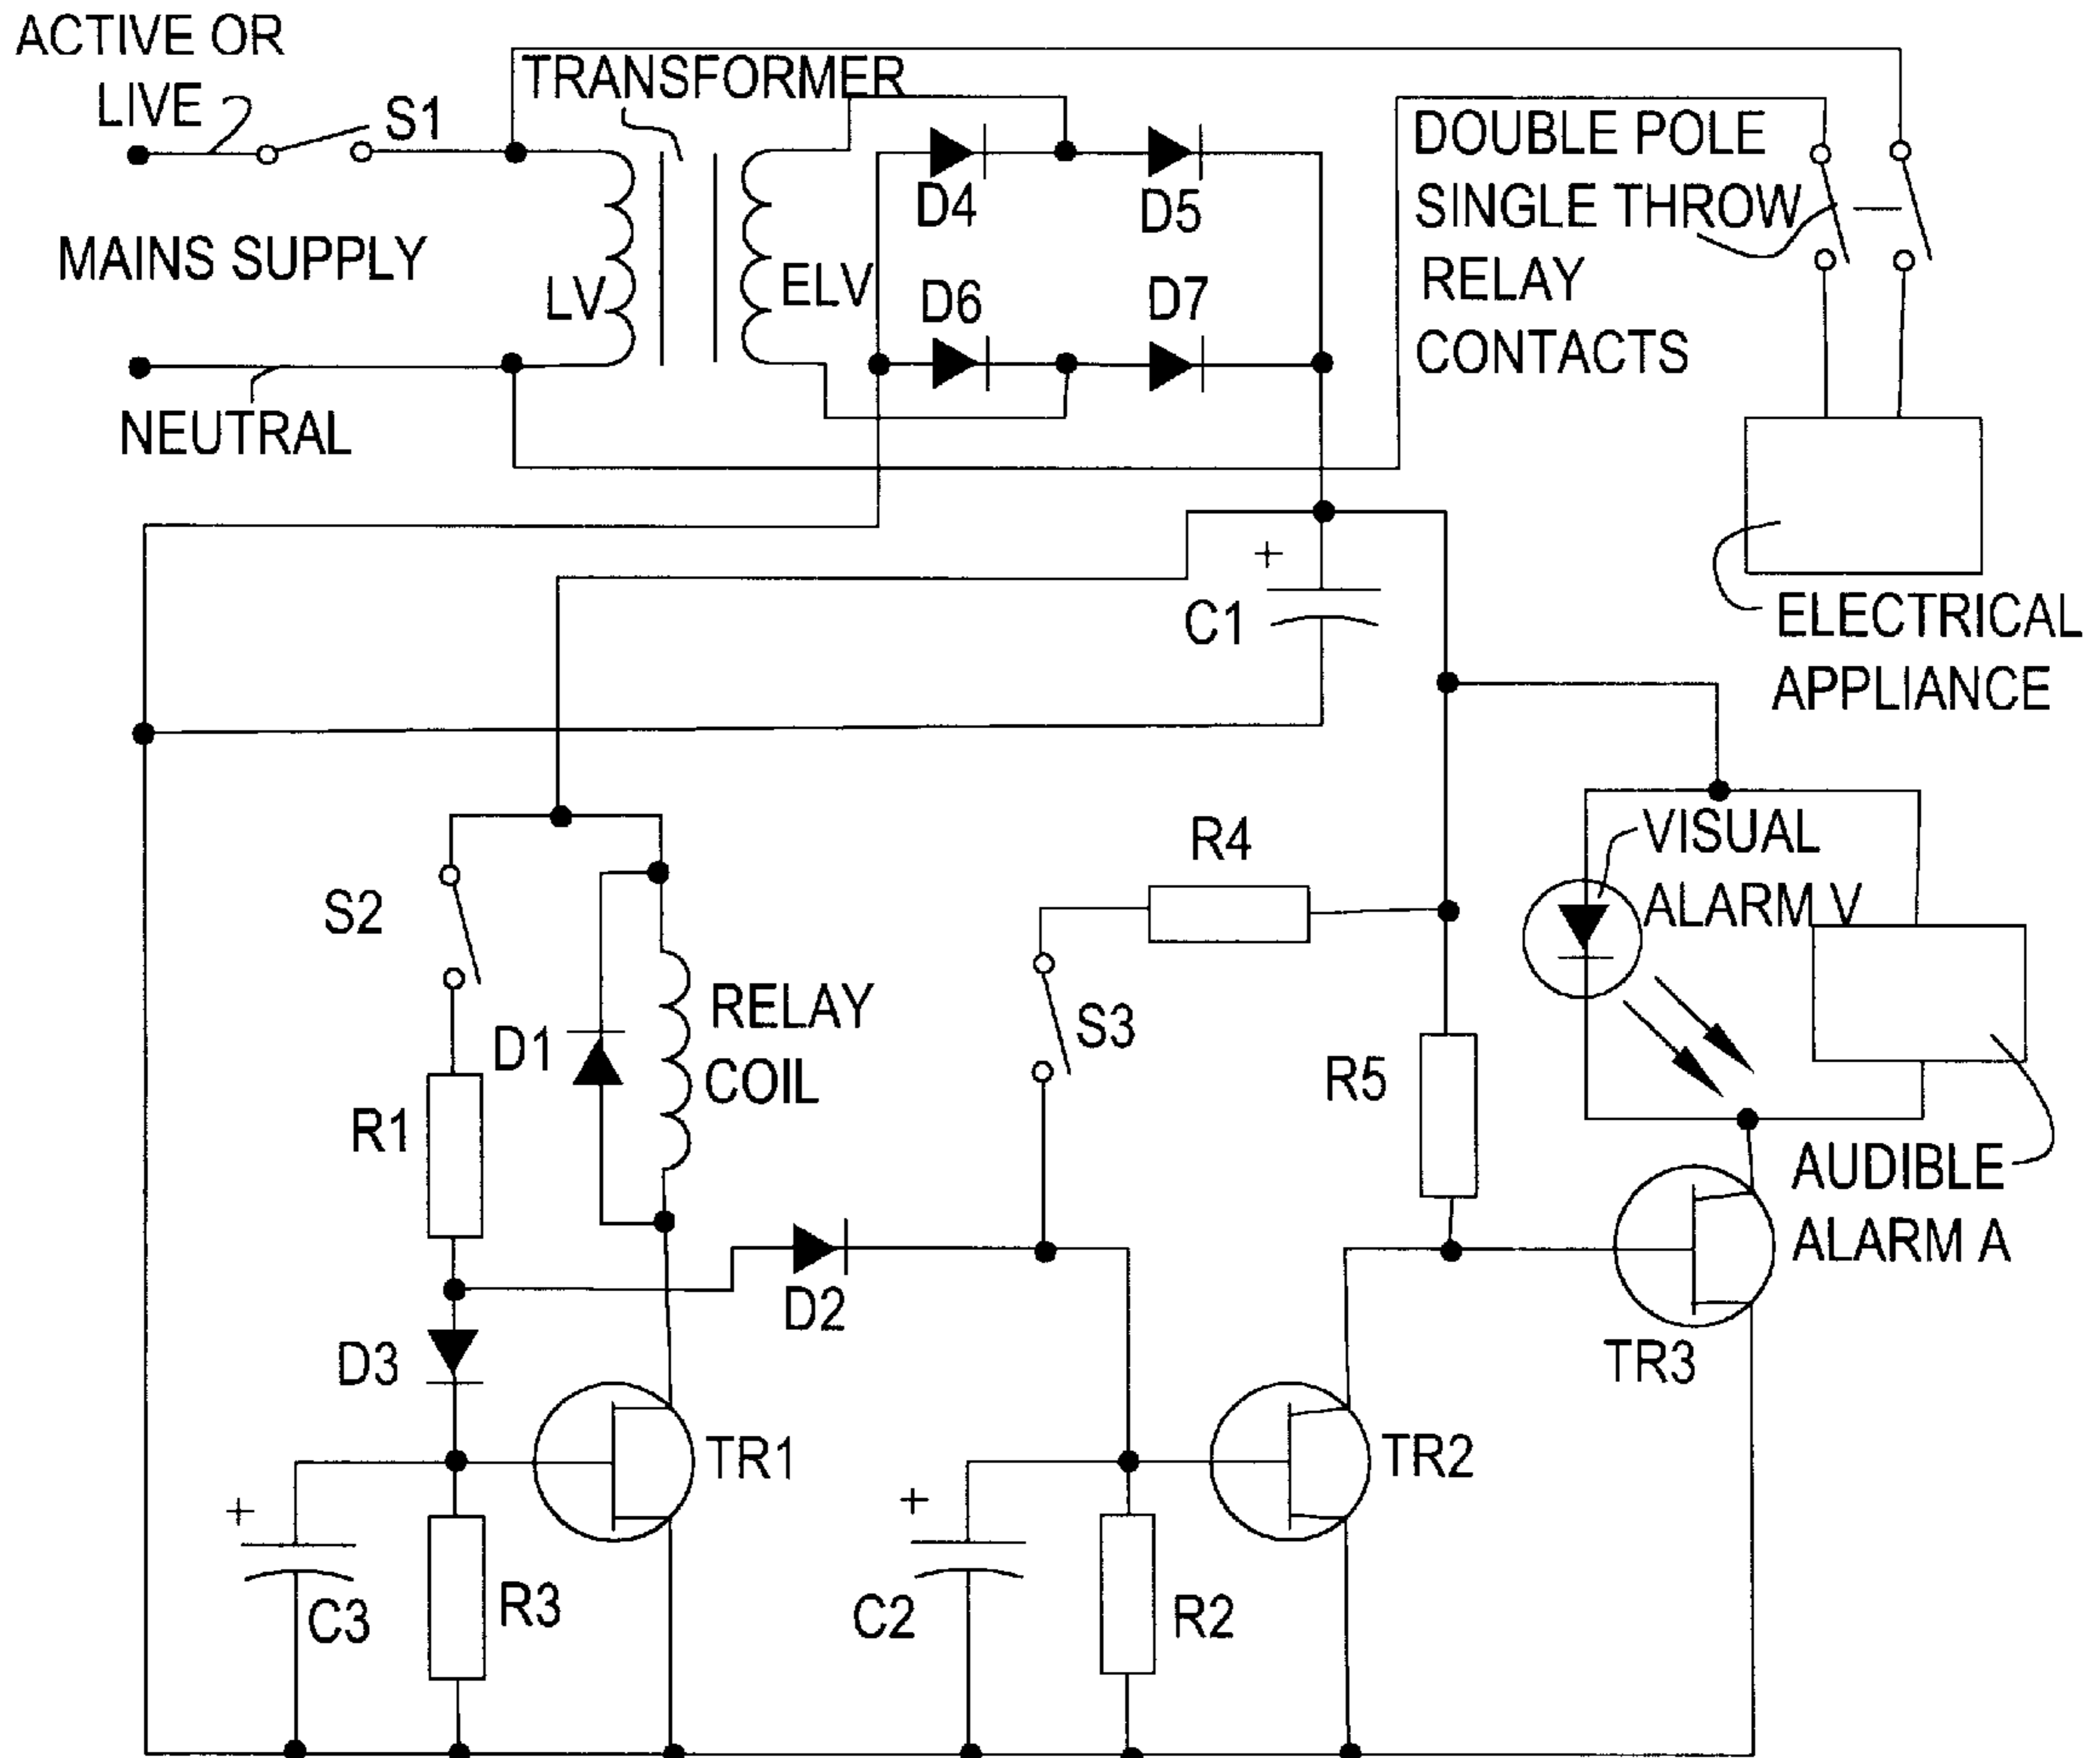 ACTIVE OR
LIVE
S1
TRANSFORMER
MAINS SUPPLY
LV
ELV
NEUTRAL
D4
D5
D6
D7
DOUBLE POLE
SINGLE THROW
RELAY
CONTACTS
ELECTRICAL
APPLIANCE
+
C1
S2
R1
D1
RELAY
COIL
R4
S3
R5
VISUAL
ALARM V
AUDIBLE
ALARM A
D2
D3
TR1
TR2
TR3
+
C3
R3
+
C2
R2